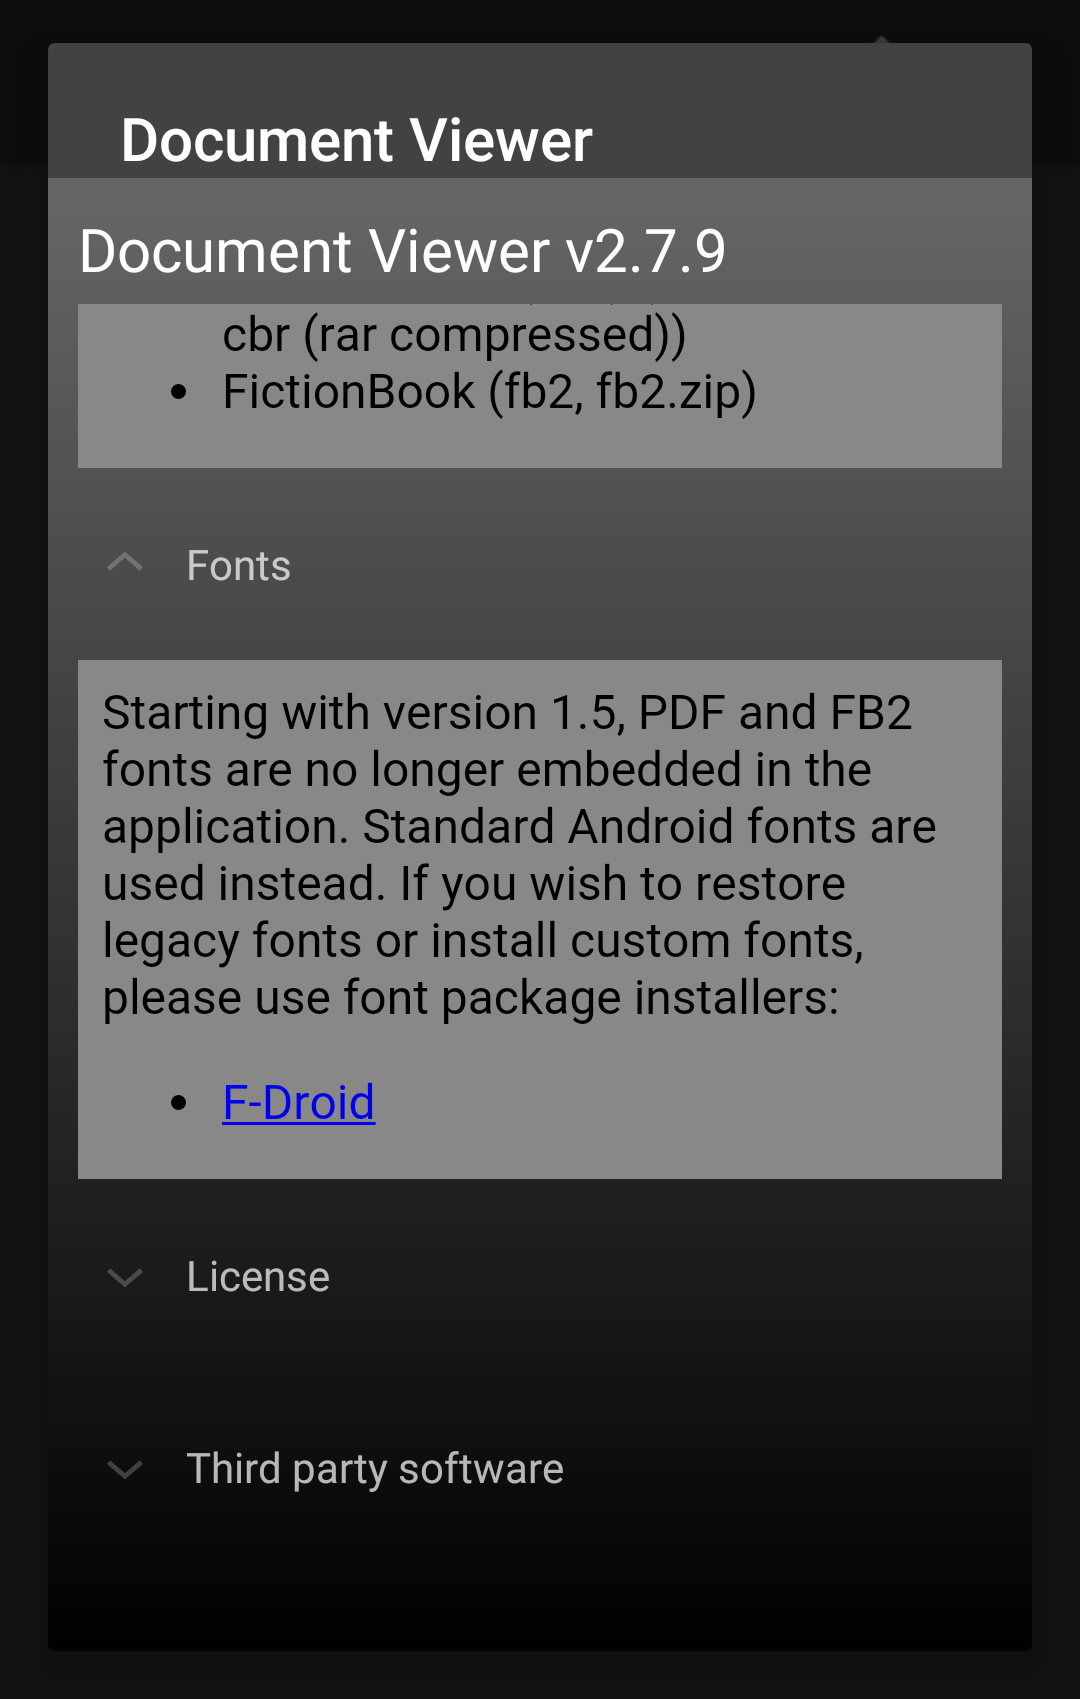 Document Viewer
Document Viewer v2.7.9
cbr (rar compressed))
• FictionBook (fb2, fb2.zip)
Fonts
Starting with version 1.5, PDF and FB2
fonts are no longer embedded in the
application. Standard Android fonts are
used instead. If you wish to restore
legacy fonts or install custom fonts,
please use font package installers:
• F-Droid
License
Third party software